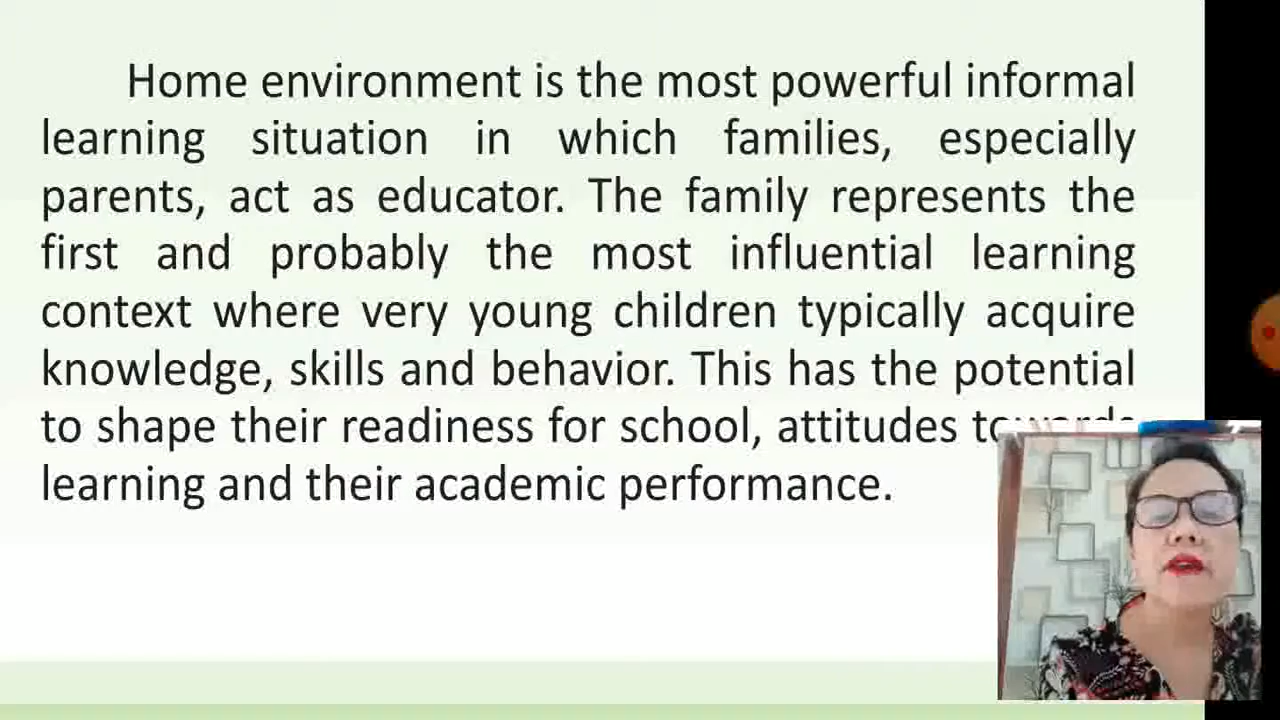 Home environment is the most powerful informal
learning situation in which families, especially
parents, act as educator. The family represents the
first and probably the most influential learning
context where very young children typically acquire
knowledge, skills and behavior. This has the potential
to shape their readiness for school, attitudes towards
learning and their academic performance.